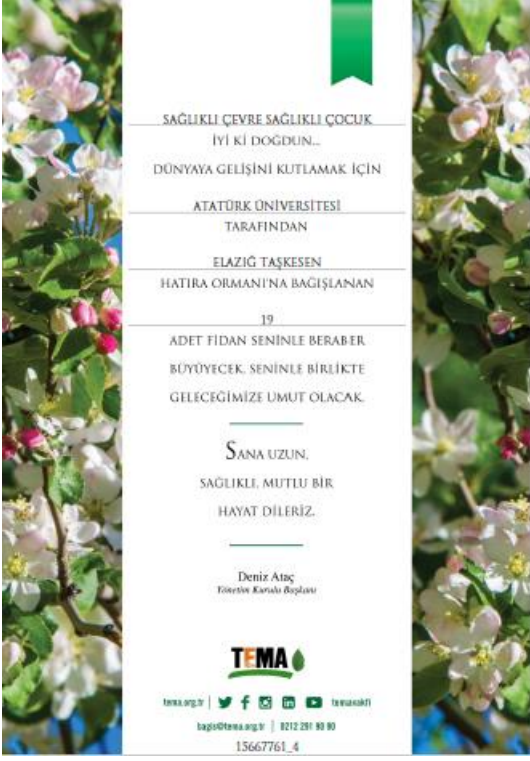 SAĞLIKLI ÇEVRE SAĞLIKLI ÇOCUK
İYİ Kİ DOĞDUN...
DÜNYAYA GELİŞİNİ KUTLAMAK İÇİN
ATATÜRK ÜNİVERSİTESİ
TARAFINDAN
ELAZIĞ TAŞKESEN
HATIRA ORMANI'NA BAĞIŞLANAN
19
ADET FİDAN SENİNLE BERABER
BÜYÜYECEK, SENİNLE BİRLİKTE
GELECEĞİMİZE UMUT OLACAK.
SANA UZUN,
SAĞLIKLI, MUTLU BİR
HAYAT DİLERİZ.
Deniz Ataç
Yönetim Kurulu Başkanı
TEMA
tema.org.tr | temavakfi
bagis@tema.org.tr | 0212 291 90 90
15667761_4